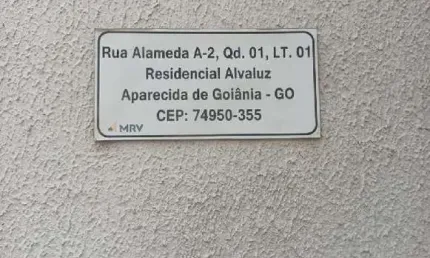 Rua Alameda A-2, Qd. 01, LT. 01
Residencial Alvaluz
Aparecida de Goiânia - GO
CEP: 74950-355
MRV